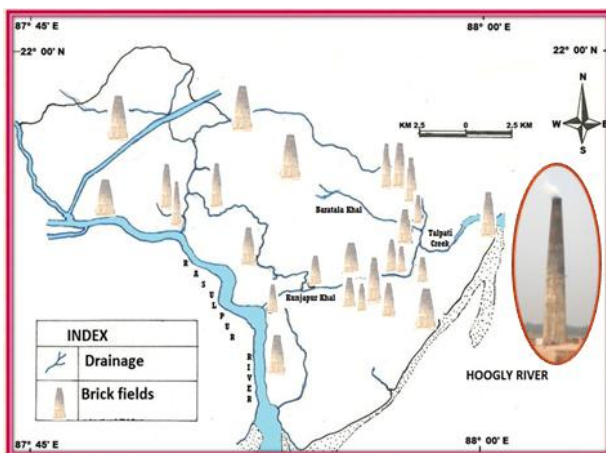 87° 45' E
88° 00' E
22° 00' N
22° 00' N
N
W E
S
KM 2.5 0 2.5 KM
Baratala Khal
Talpati
Creek
Kunjapur Khal
RASULPUR
RIVER
INDEX
Drainage
Brick fields
HOOGLY RIVER
87° 45' E
88° 00' E